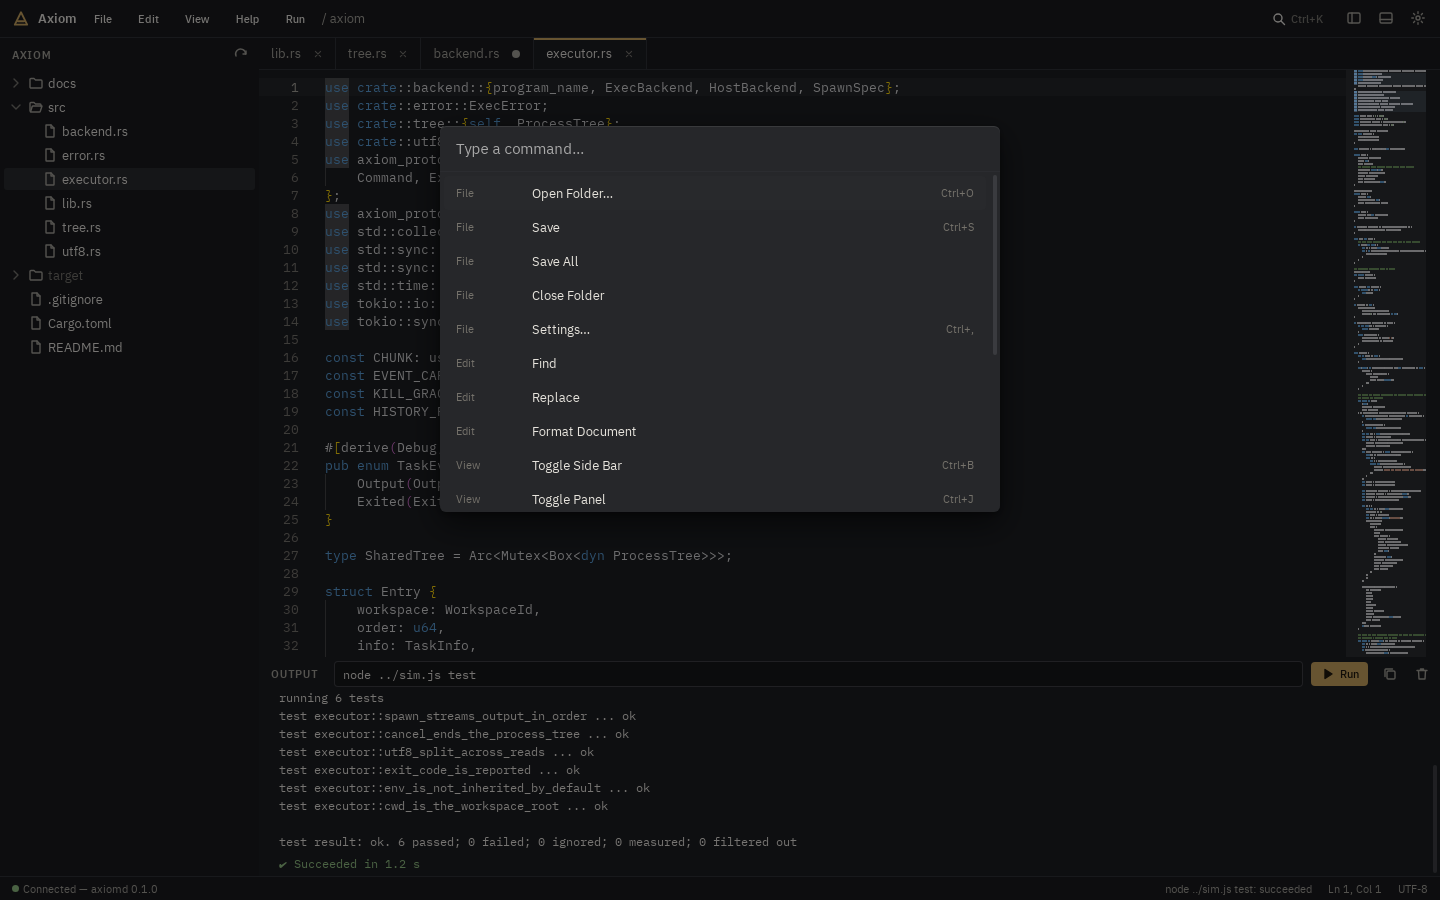 Axiom File Edit View Help Run / axiom Ctrl+K
AXIOM
docs
src
backend.rs
error.rs
executor.rs
lib.rs
tree.rs
utf8.rs
target
.gitignore
Cargo.toml
README.md
lib.rs tree.rs backend.rs executor.rs
1 use crate::backend::{program_name, ExecBackend, HostBackend, SpawnSpec};
2 use crate::error::ExecError;
3 use crate::tree::{self, ProcessTree};
4 use crate::utf8
5 use axiom_proto
6 Command, Ex
7 };
8 use axiom_proto
9 use std::collec
10 use std::sync:
11 use std::sync:
12 use std::time:
13 use tokio::io:
14 use tokio::sync
15
16 const CHUNK: us
17 const EVENT_CAP
18 const KILL_GRAC
19 const HISTORY_
20
21 #[derive(Debug
22 pub enum TaskEv
23 Output(Outp
24 Exited(Exi
25 }
26
27 type SharedTree = Arc<Mutex<Box<dyn ProcessTree>>>;
28
29 struct Entry {
30 workspace: WorkspaceId,
31 order: u64,
32 info: TaskInfo,
Type a command...
File Open Folder... Ctrl+O
File Save Ctrl+S
File Save All
File Close Folder
File Settings... Ctrl+,
Edit Find
Edit Replace
Edit Format Document
View Toggle Side Bar Ctrl+B
View Toggle Panel Ctrl+J
OUTPUT node ../sim.js test Run
running 6 tests
test executor::spawn_streams_output_in_order ... ok
test executor::cancel_ends_the_process_tree ... ok
test executor::utf8_split_across_reads ... ok
test executor::exit_code_is_reported ... ok
test executor::env_is_not_inherited_by_default ... ok
test executor::cwd_is_the_workspace_root ... ok
test result: ok. 6 passed; 0 failed; 0 ignored; 0 measured; 0 filtered out
✔ Succeeded in 1.2 s
Connected — axiomd 0.1.0 node ../sim.js test: succeeded Ln 1, Col 1 UTF-8